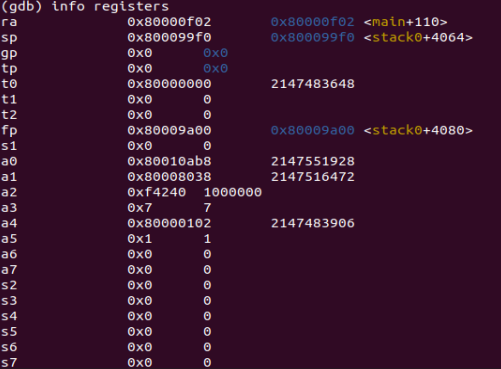 (gdb) info registers
ra 0x80000f02 0x80000f02 <main+110>
sp 0x800099f0 0x800099f0 <stack0+4064>
gp 0x0 0x0
tp 0x0 0x0
t0 0x80000000 2147483648
t1 0x0 0
t2 0x0 0
fp 0x80009a00 0x80009a00 <stack0+4080>
s1 0x0 0
a0 0x80010ab8 2147551928
a1 0x80008038 2147516472
a2 0xf4240 1000000
a3 0x7 7
a4 0x80000102 2147483906
a5 0x1 1
a6 0x0 0
a7 0x0 0
s2 0x0 0
s3 0x0 0
s4 0x0 0
s5 0x0 0
s6 0x0 0
s7 0x0 0